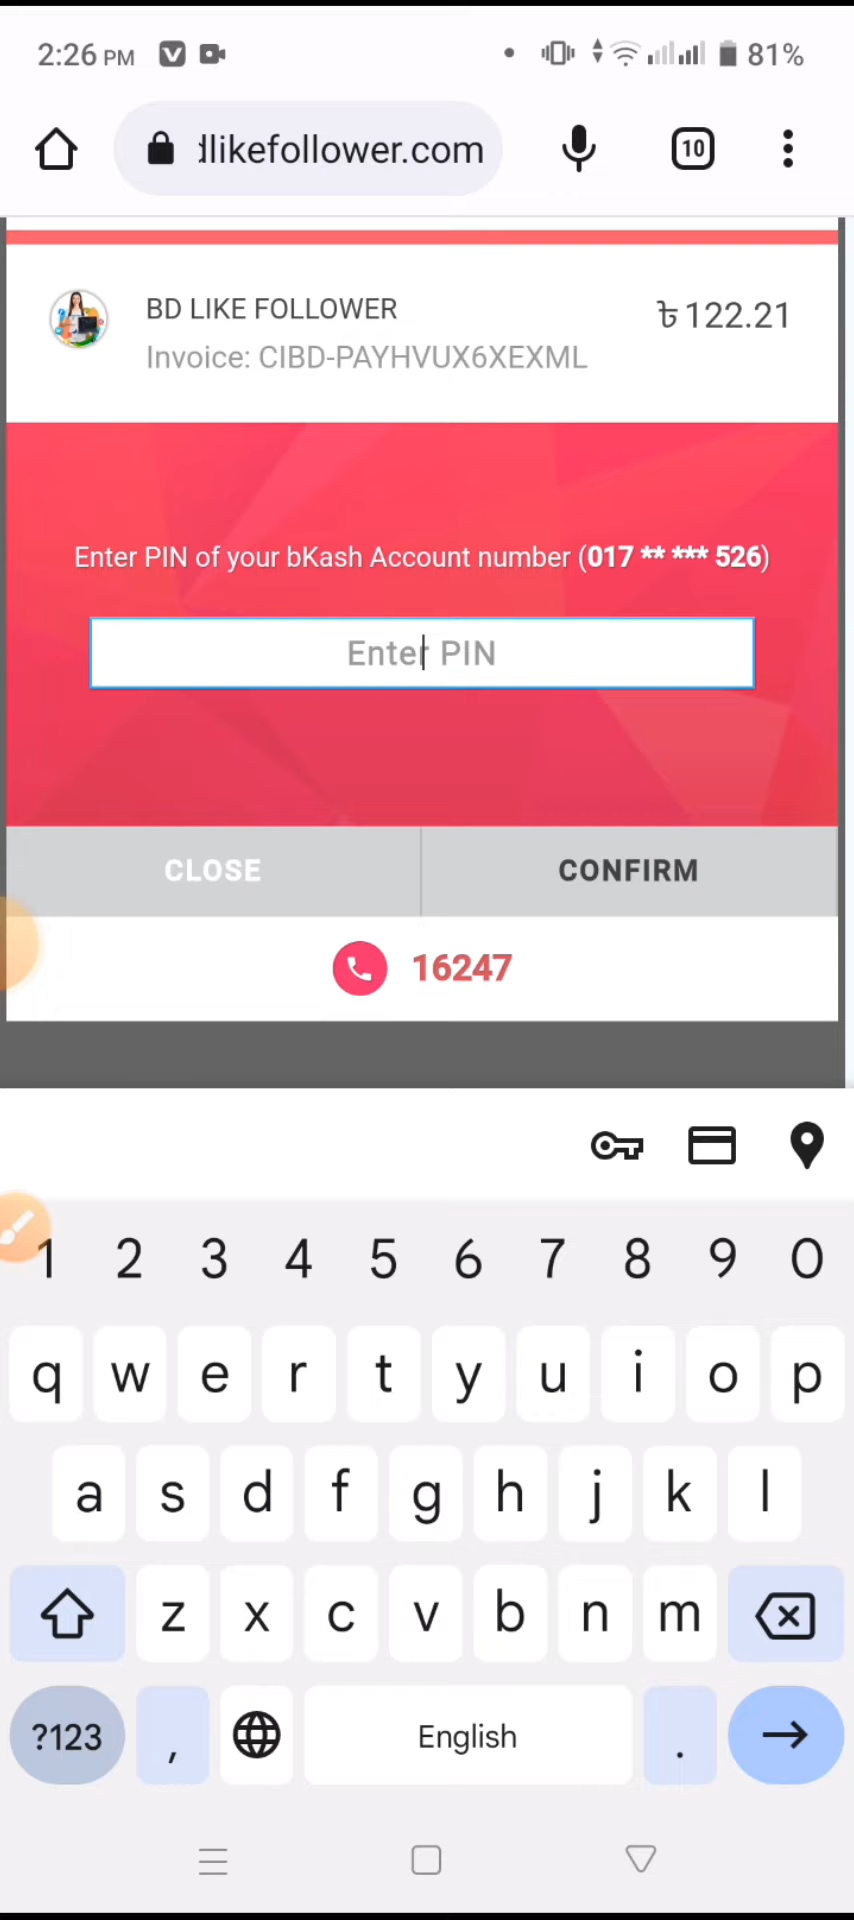 2:26 PM
81%
dlikefollower.com
10
BD LIKE FOLLOWER
৳122.21
Invoice: CIBD-PAYHVUX6XEXML
Enter PIN of your bKash Account number (017 ** *** 526)
Enter PIN
CLOSE
CONFIRM
16247
1 2 3 4 5 6 7 8 9 0
q w e r t y u i o p
a s d f g h j k l
z x c v b n m
?123 , English .